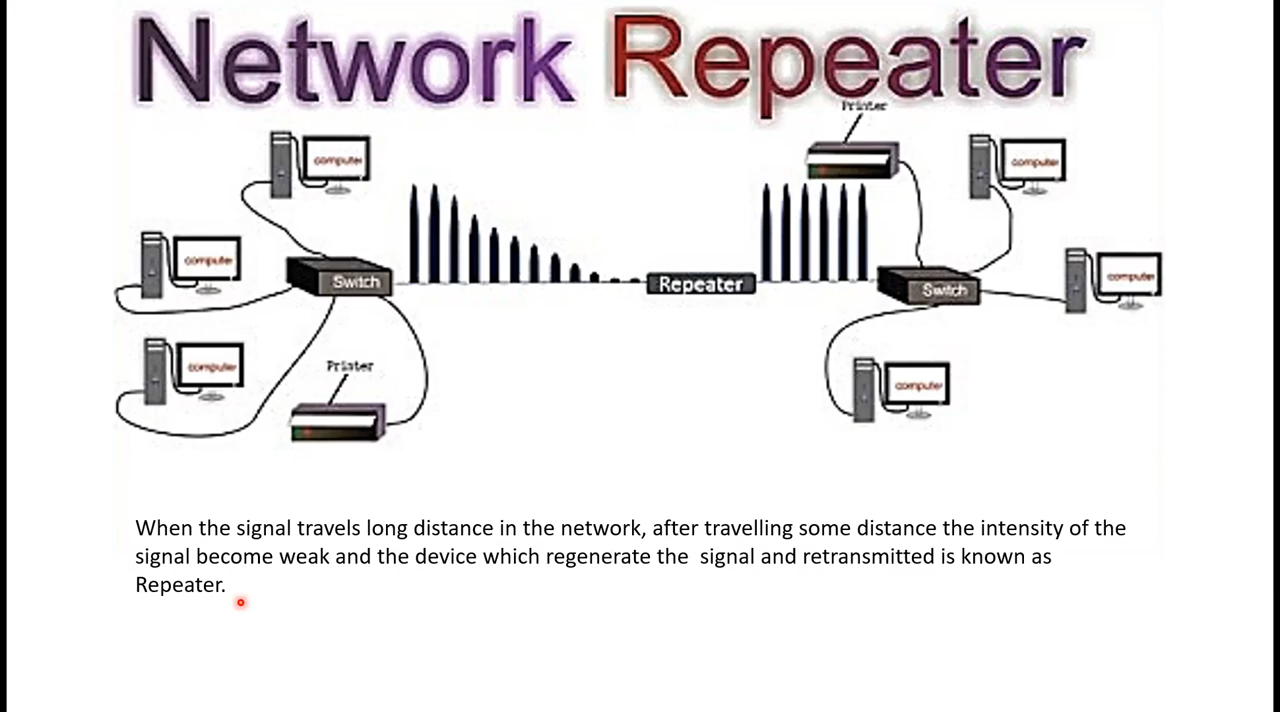 Network Repeater
Printer
computer
computer
computer
computer
Switch
Repeater
Switch
computer
computer
Printer
computer
When the signal travels long distance in the network, after travelling some distance the intensity of the
signal become weak and the device which regenerate the  signal and retransmitted is known as
Repeater.